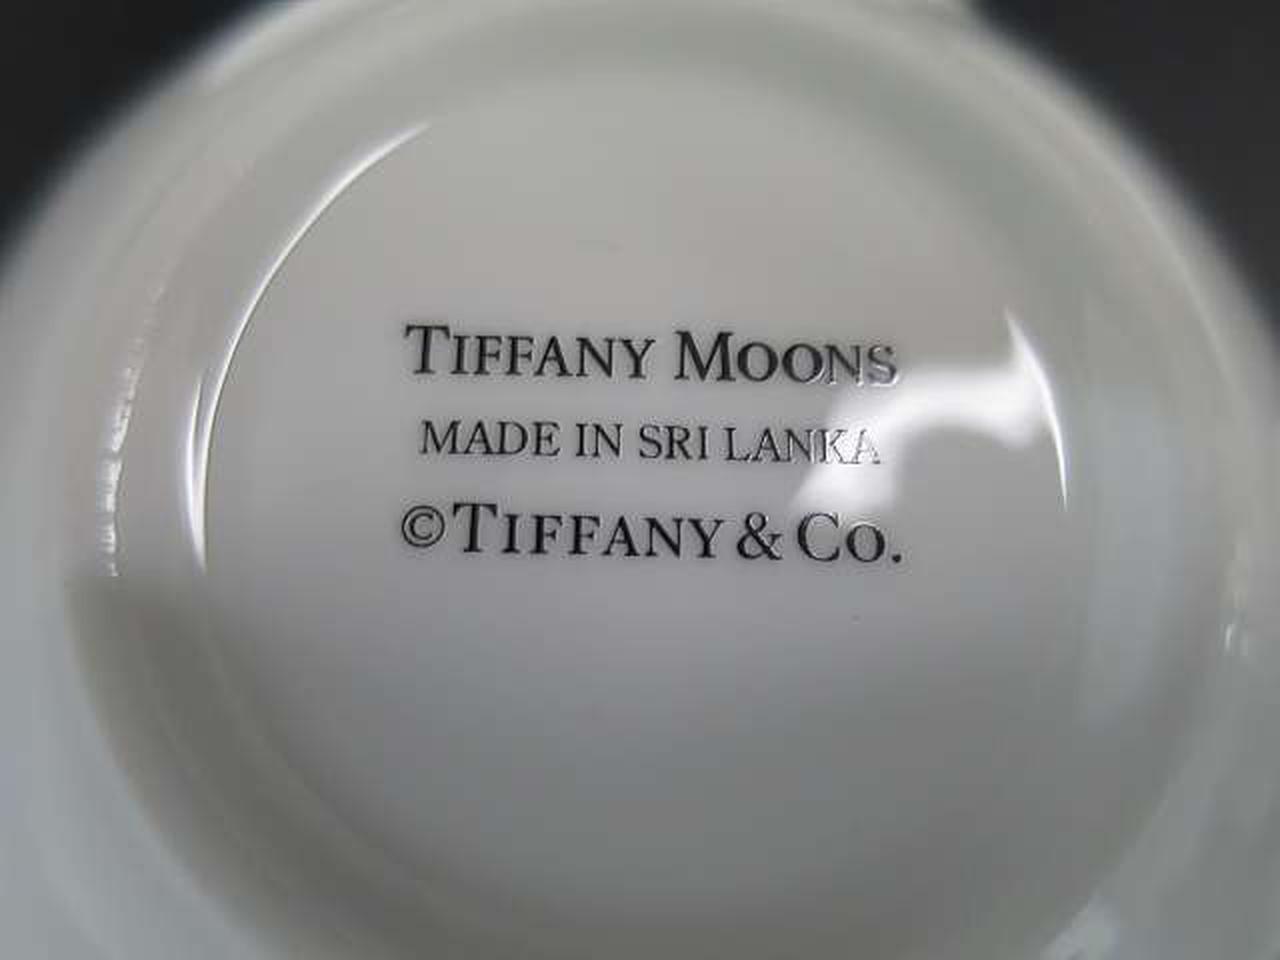 TIFFANY MOONS
MADE IN SRI LANKA
©TIFFANY & CO.